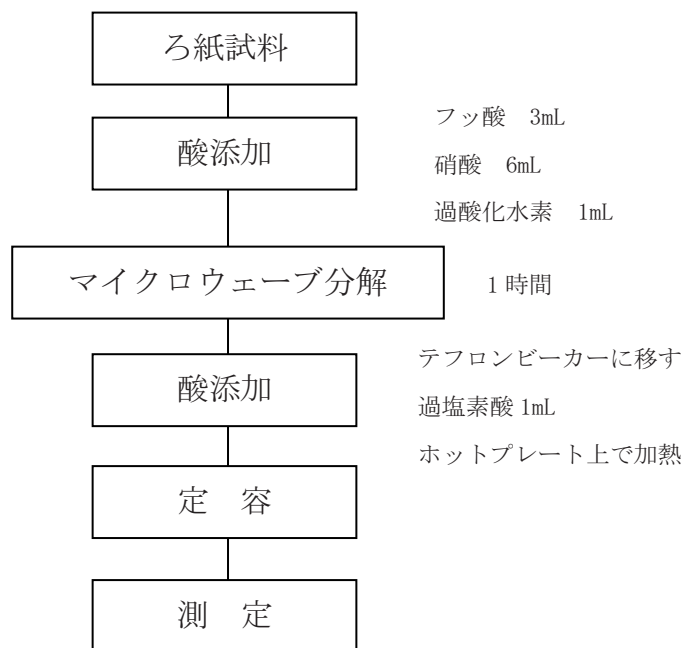 ろ紙試料
酸添加
フッ酸　3mL
硝酸　6mL
過酸化水素　1mL
マイクロウェーブ分解
1時間
酸添加
テフロンビーカーに移す
過塩素酸 1mL
ホットプレート上で加熱
定　容
測　定